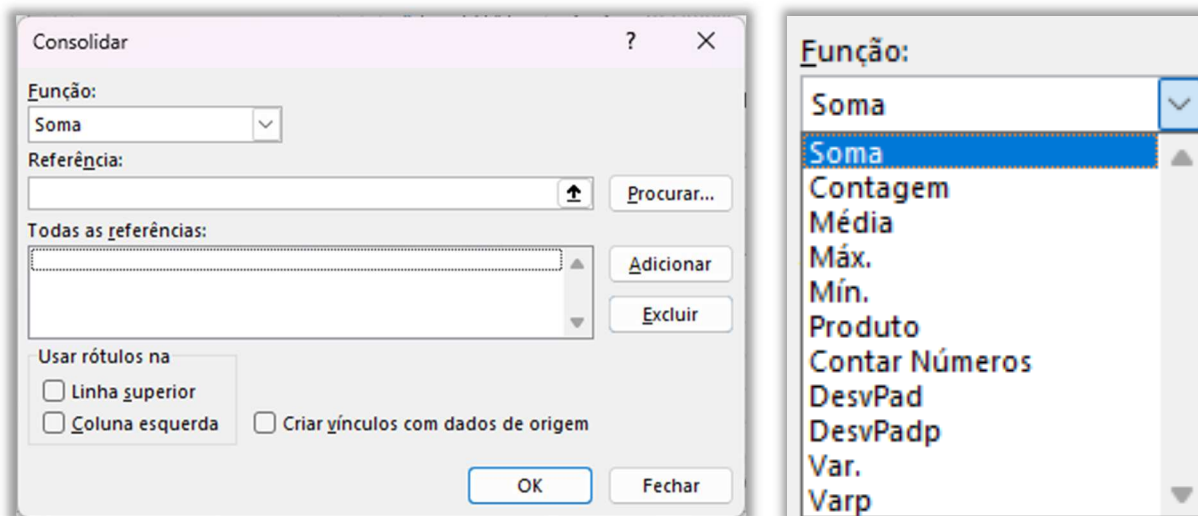 Consolidar
?
Função:
Soma
Referência:
Procurar...
Todas as referências:
Adicionar
Excluir
Usar rótulos na
Linha superior
Coluna esquerda
Criar vínculos com dados de origem
OK
Fechar
Função:
Soma
Soma
Contagem
Média
Máx.
Mín.
Produto
Contar Números
DesvPad
DesvPadp
Var.
Varp